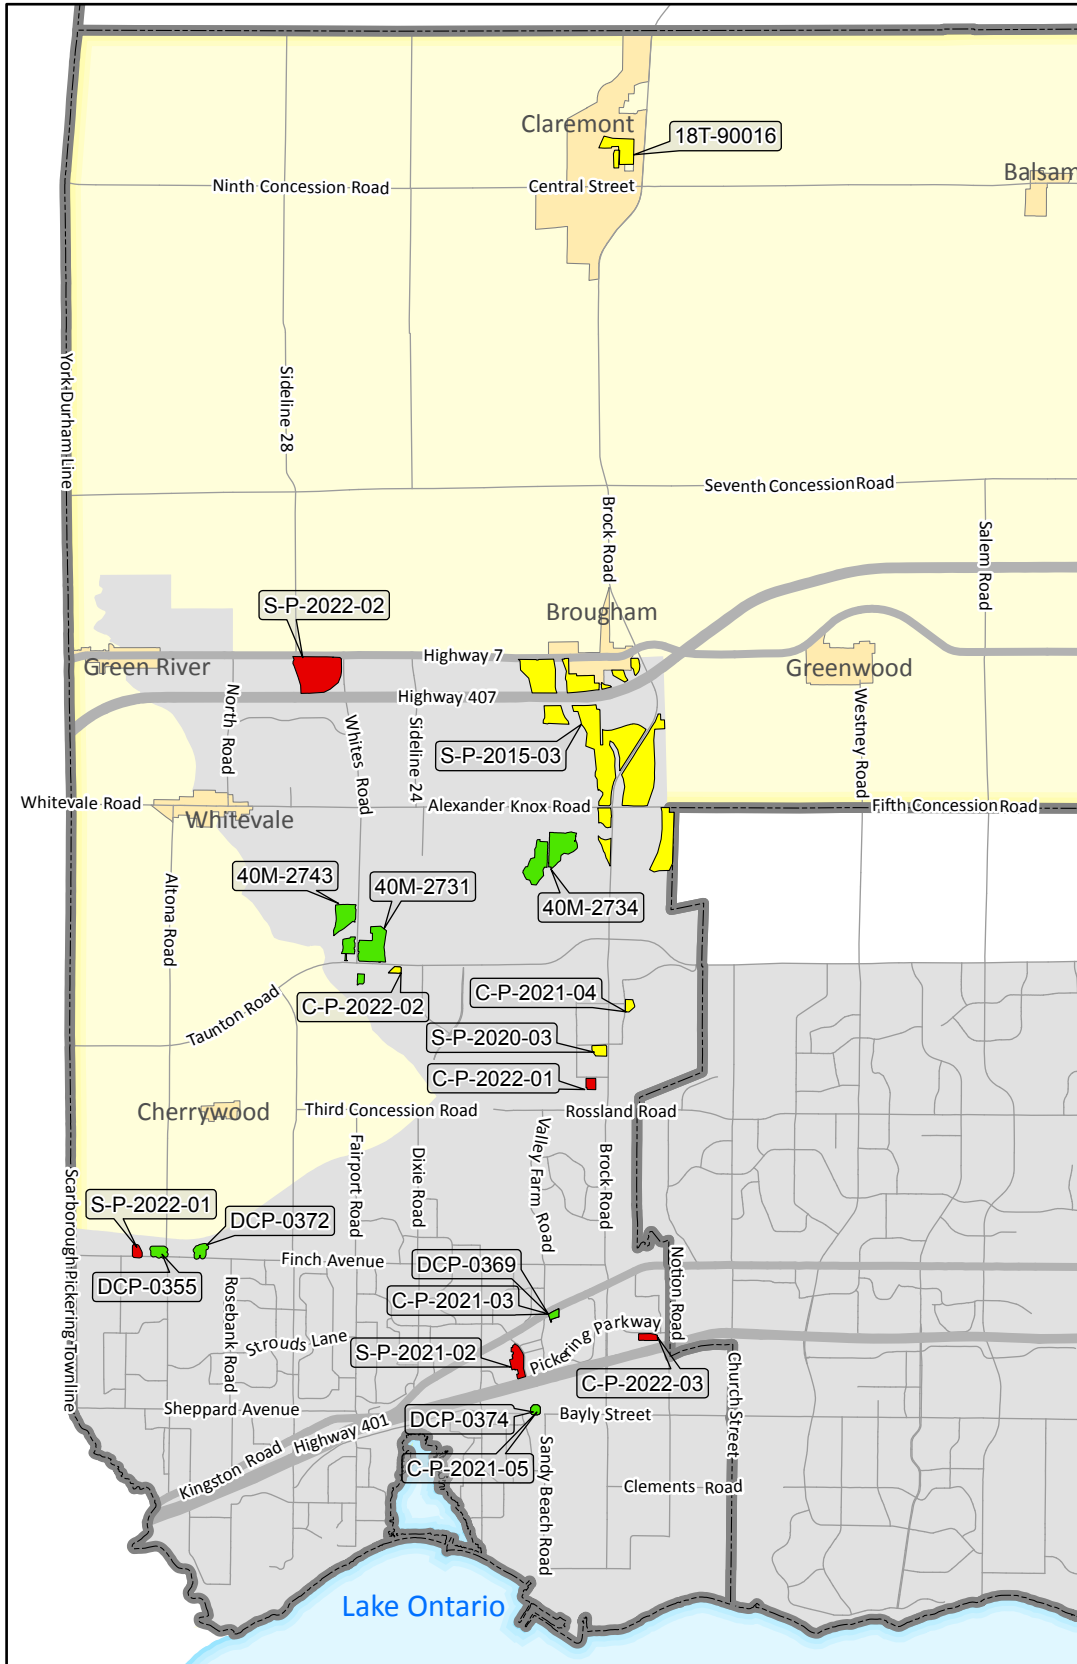 Claremont
18T-90016
Balsam
Ninth Concession Road
Central Street
York-Durham Line
Sideline 28
Seventh Concession Road
Brock Road
Salem Road
S-P-2022-02
Brougham
Green River
Highway 7
Greenwood
Highway 407
North Road
Whites Road
Sideline 24
Westney Road
S-P-2015-03
Whitevale Road
Whitevale
Alexander Knox Road
Fifth Concession Road
40M-2743
40M-2731
40M-2734
Altona Road
C-P-2022-02
C-P-2021-04
Taunton Road
S-P-2020-03
C-P-2022-01
Cherrywood
Third Concession Road
Rossland Road
Fairport Road
Dixie Road
Valley Farm Road
Brock Road
Scarborough Pickering Townline
S-P-2022-01
DCP-0372
Finch Avenue
DCP-0355
DCP-0369
C-P-2021-03
Notion Road
Rosebank Road
Strouds Lane
Pickering Parkway
S-P-2021-02
C-P-2022-03
Church Street
Sheppard Avenue
DCP-0374
Bayly Street
Kingston Road
Highway 401
C-P-2021-05
Sandy Beach Road
Clements Road
Lake Ontario